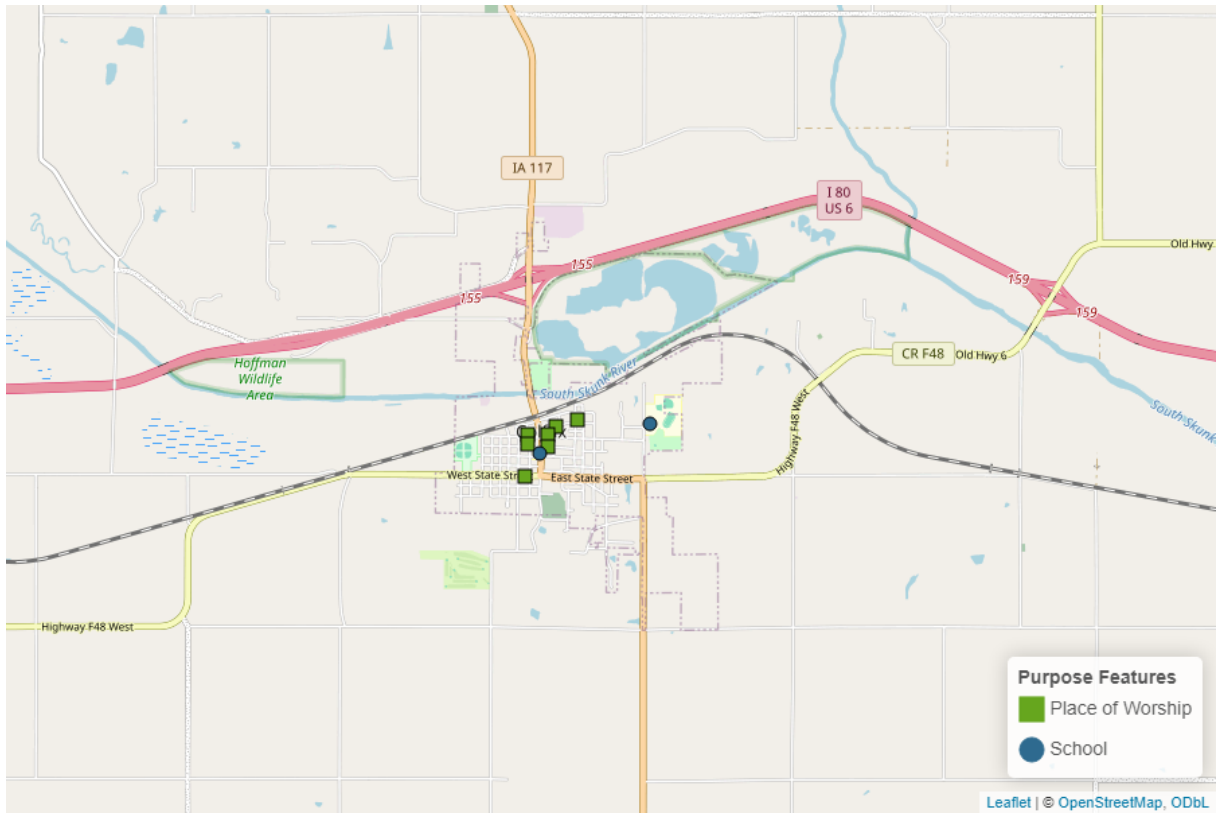 IA 117
I 80
US 6
Old Hwy
155
159
155
159
Hoffman
Wildlife
Area
CR F48
Old Hwy 6
South Skunk River
South Skunk
Highway F48 West
West State Str
East State Street
Highway F48 West
Purpose Features
Place of Worship
School
Leaflet | © OpenStreetMap, ODbL